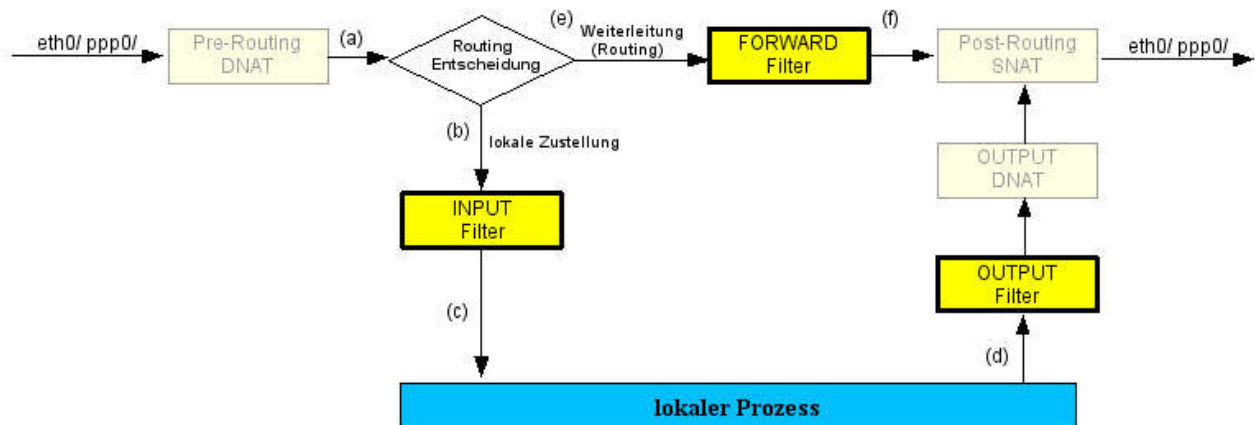 eth0/ ppp0/
Pre-Routing
DNAT
(a)
Routing
Entscheidung
(e)
Weiterleitung
(Routing)
FORWARD
Filter
(f)
Post-Routing
SNAT
eth0/ ppp0/
(b)
lokale Zustellung
INPUT
Filter
(c)
OUTPUT
DNAT
OUTPUT
Filter
(d)
lokaler Prozess